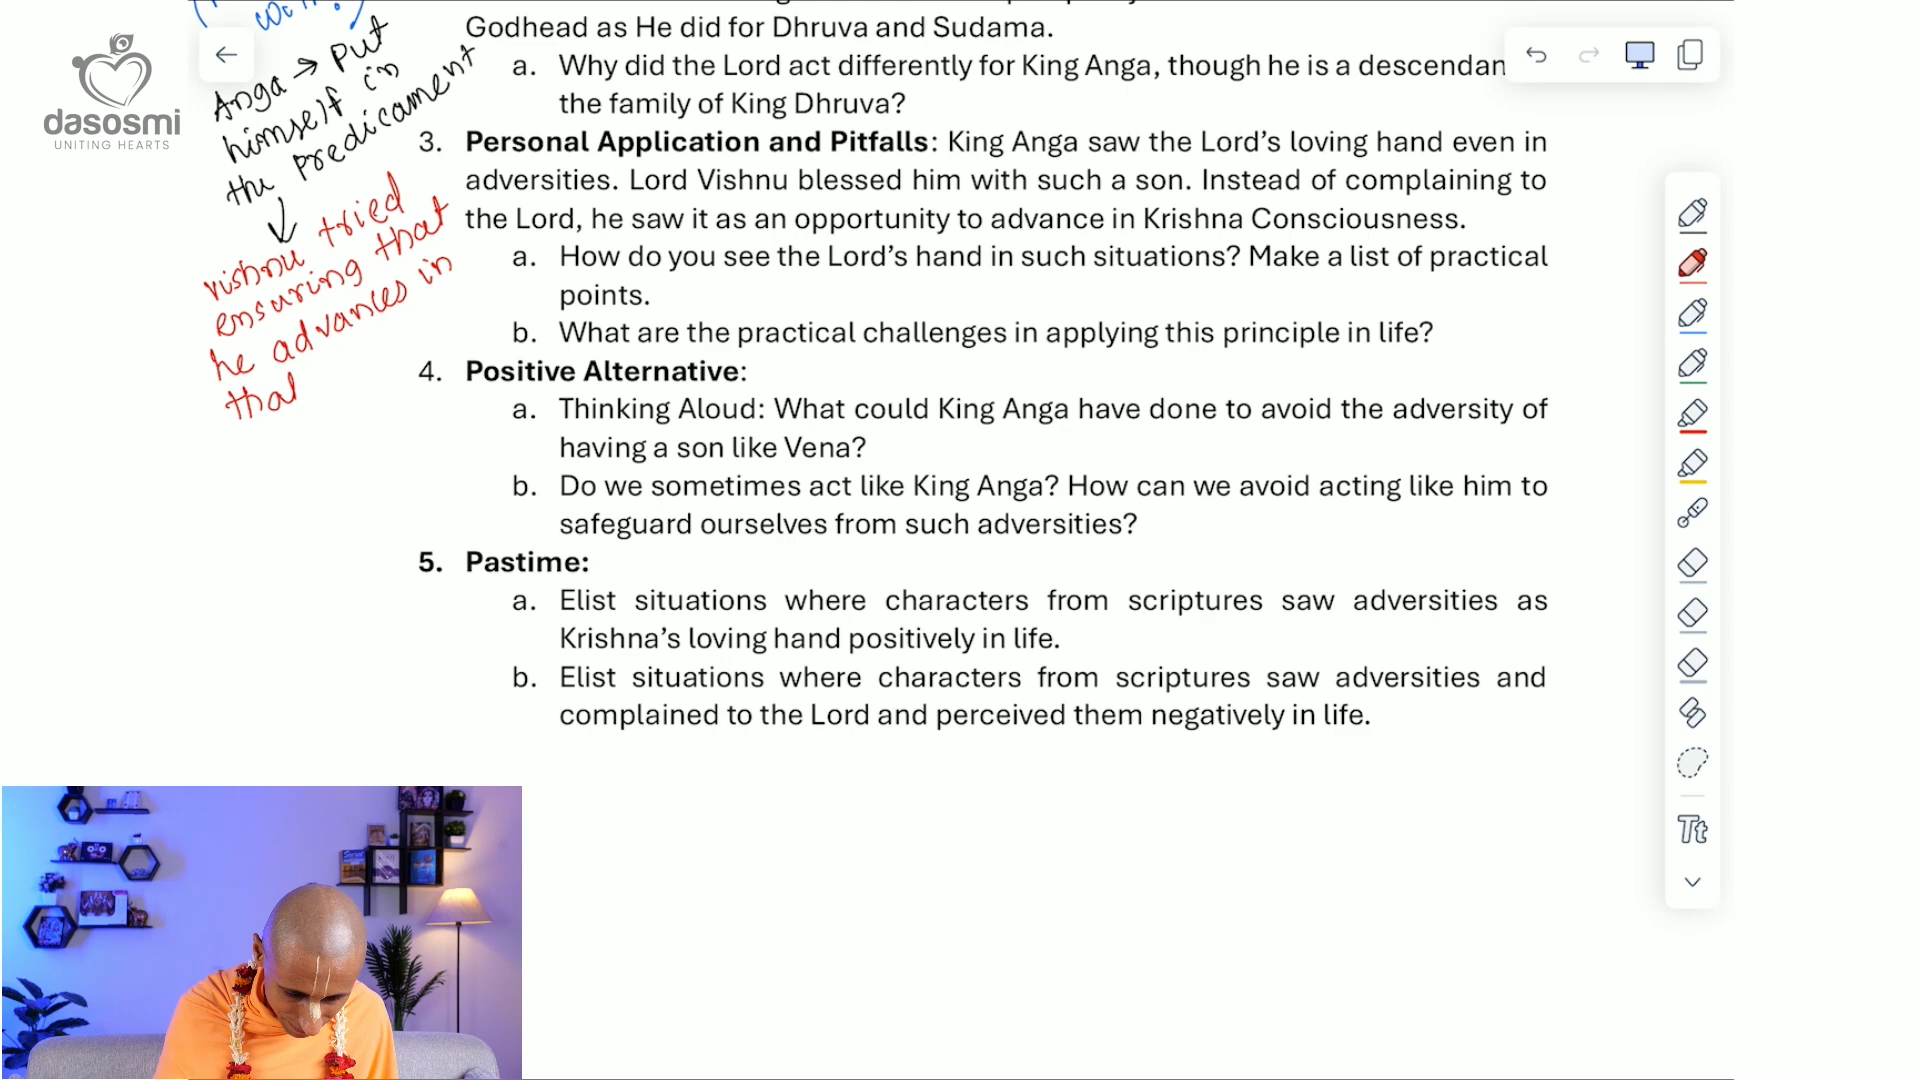 Godhead as He did for Dhruva and Sudama.
a. Why did the Lord act differently for King Anga, though he is a descendan
the family of King Dhruva?
3. Personal Application and Pitfalls: King Anga saw the Lord's loving hand even in
adversities. Lord Vishnu blessed him with such a son. Instead of complaining to
the Lord, he saw it as an opportunity to advance in Krishna Consciousness.
a. How do you see the Lord's hand in such situations? Make a list of practical
points.
b. What are the practical challenges in applying this principle in life?
4. Positive Alternative:
a. Thinking Aloud: What could King Anga have done to avoid the adversity of
having a son like Vena?
b. Do we sometimes act like King Anga? How can we avoid acting like him to
safeguard ourselves from such adversities?
5. Pastime:
a. Elist situations where characters from scriptures saw adversities as
Krishna's loving hand positively in life.
b. Elist situations where characters from scriptures saw adversities and
complained to the Lord and perceived them negatively in life.
Anga → Put
himself in
the predicament
vishnu tried
ensuring that
he advances in
that
dasosmi
UNITING HEARTS
Tt